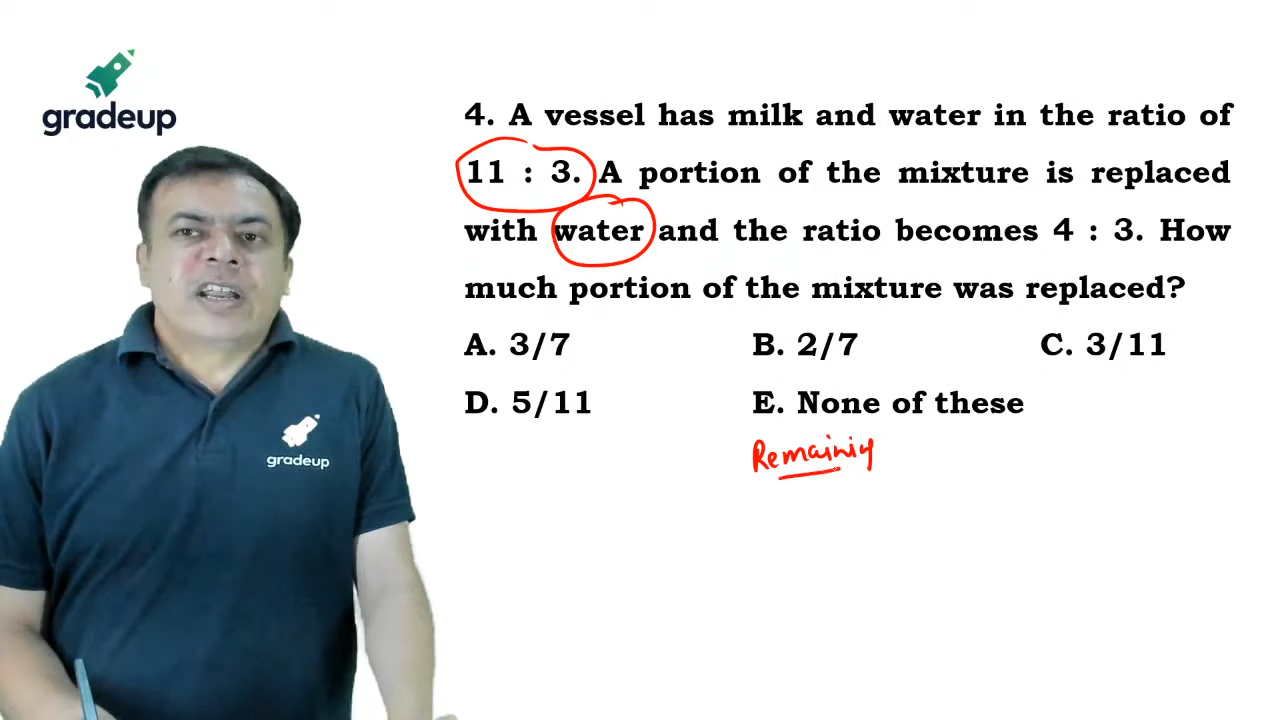 gradeup
4. A vessel has milk and water in the ratio of
11 : 3. A portion of the mixture is replaced
with water and the ratio becomes 4 : 3. How
much portion of the mixture was replaced?
A. 3/7 B. 2/7 C. 3/11
D. 5/11 E. None of these
Remaining
gradeup